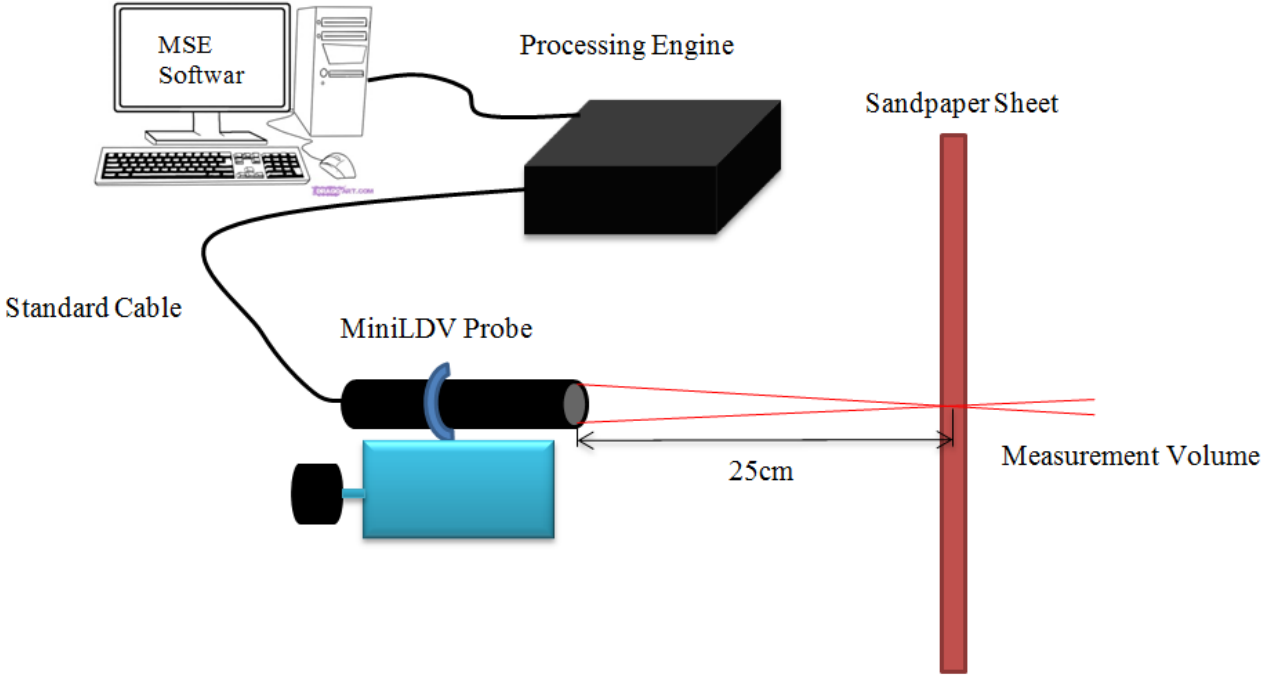 MSE
Softwar
Processing Engine
Sandpaper Sheet
Standard Cable
MiniLDV Probe
25cm
Measurement Volume